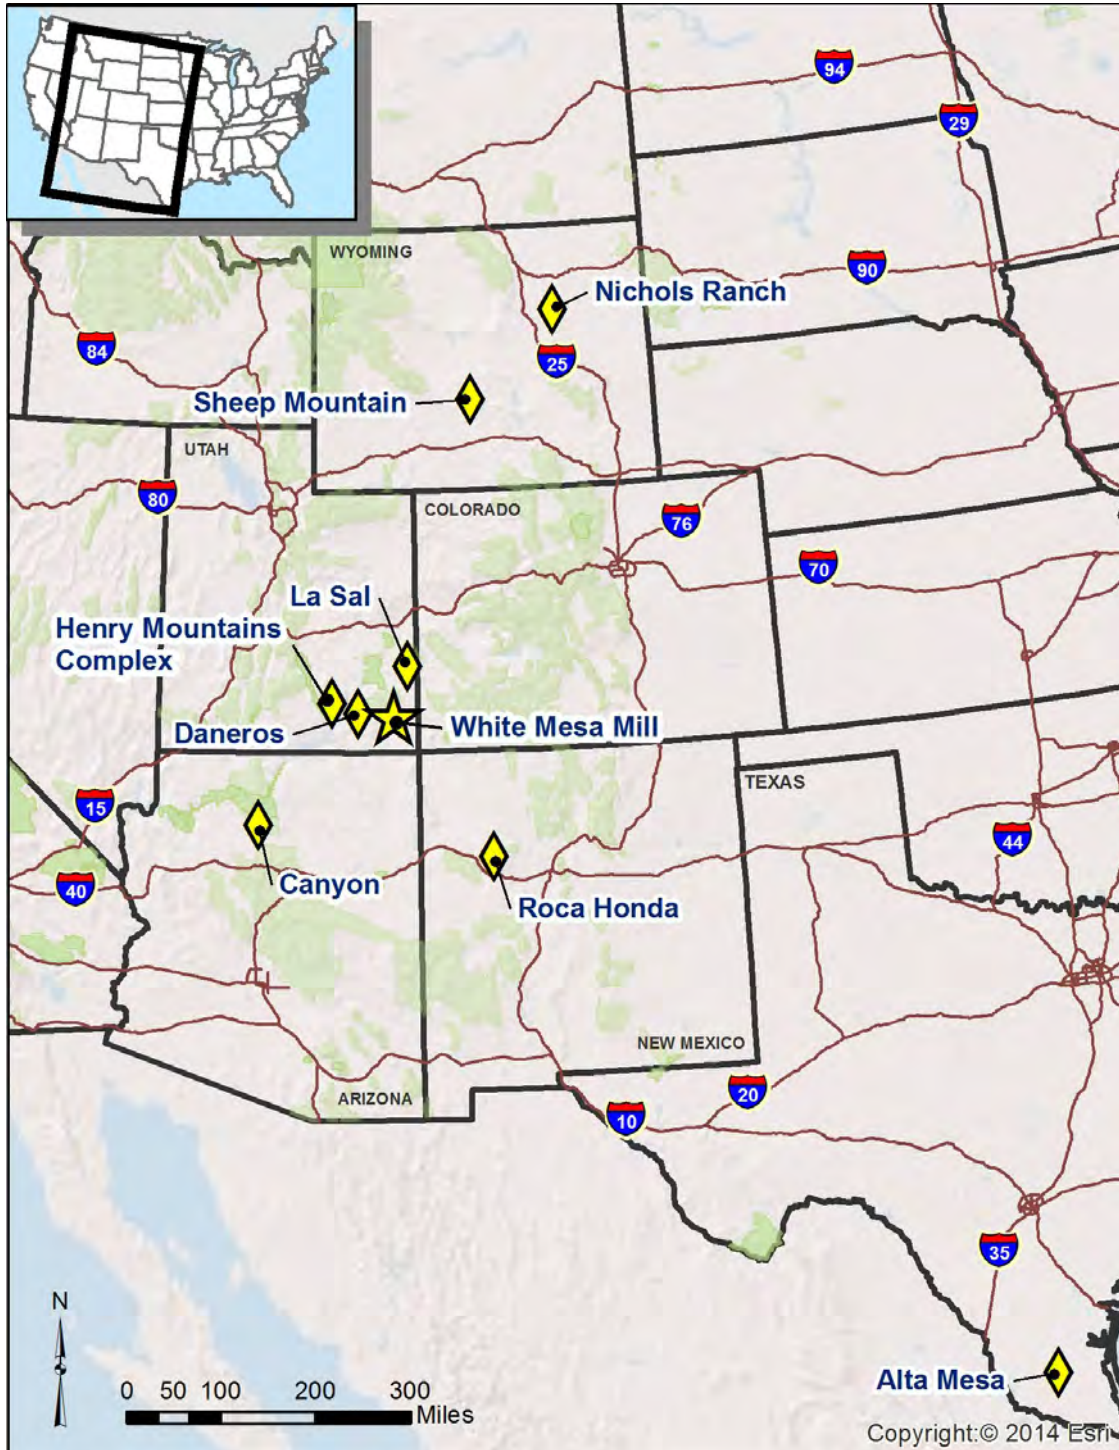 94
29
WYOMING
90
Nichols Ranch
84
25
Sheep Mountain
UTAH
80
COLORADO
76
70
La Sal
Henry Mountains
Complex
Daneros
White Mesa Mill
TEXAS
15
44
40
Canyon
Roca Honda
NEW MEXICO
ARIZONA
20
10
35
N
Alta Mesa
0 50 100 200 300
Miles
Copyright:© 2014 Esri